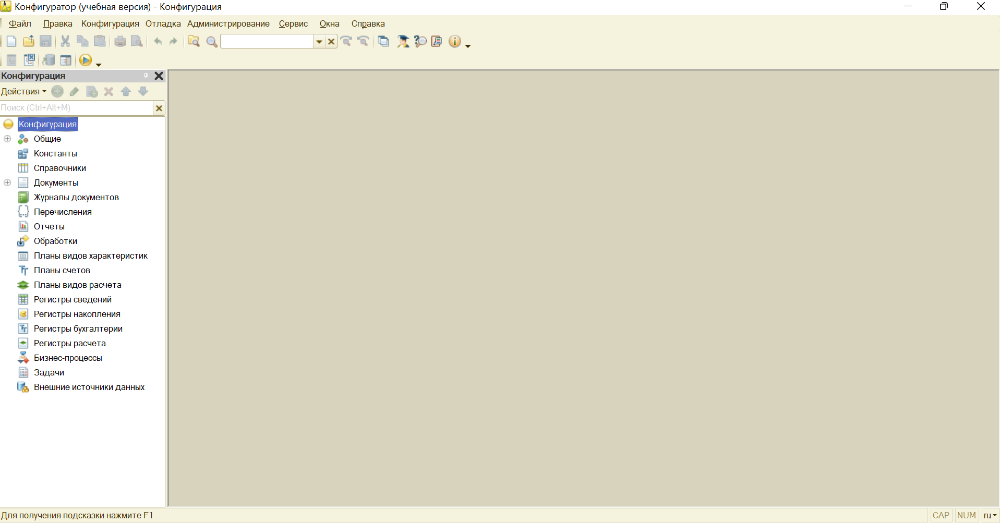 Конфигуратор (учебная версия) - Конфигурация
Файл Правка Конфигурация Отладка Администрирование Сервис Окна Справка
Конфигурация
Действия
Поиск (Ctrl+Alt+M)
Конфигурация
Общие
Константы
Справочники
Документы
Журналы документов
Перечисления
Отчеты
Обработки
Планы видов характеристик
Планы счетов
Планы видов расчета
Регистры сведений
Регистры накопления
Регистры бухгалтерии
Регистры расчета
Бизнес-процессы
Задачи
Внешние источники данных
Для получения подсказки нажмите F1 CAP NUM ru